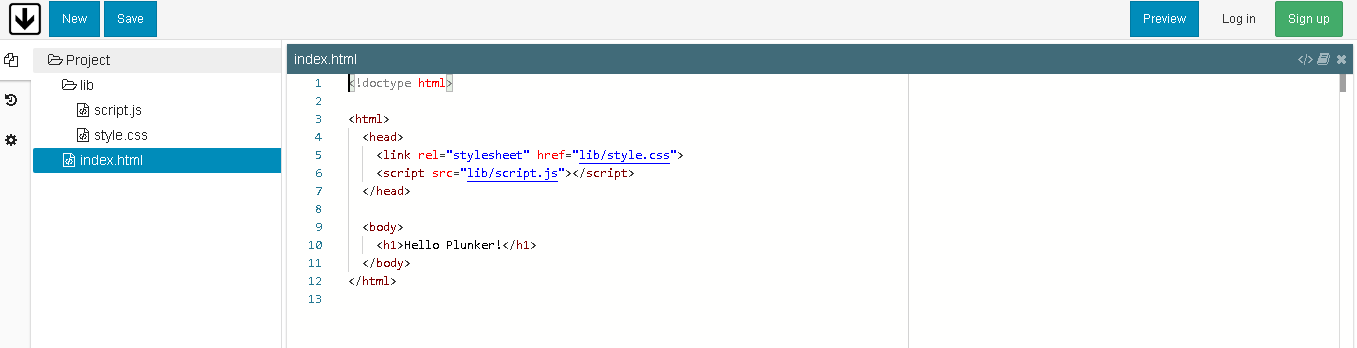 New Save Preview Log in Sign up
Project
lib
script.js
style.css
index.html
index.html
1 <!doctype html>
2
3 <html>
4 <head>
5 <link rel="stylesheet" href="lib/style.css">
6 <script src="lib/script.js"></script>
7 </head>
8
9 <body>
10 <h1>Hello Plunker!</h1>
11 </body>
12 </html>
13